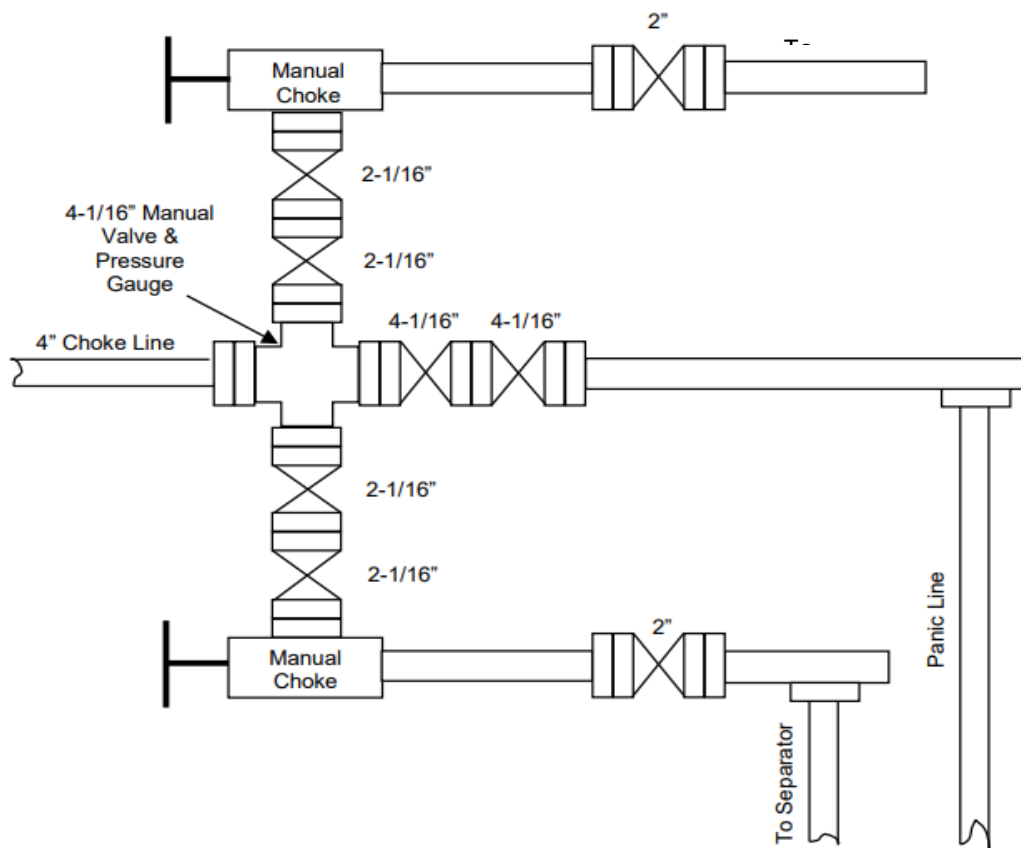 2”
Manual
Choke
2-1/16”
4-1/16” Manual
Valve &
Pressure
Gauge
2-1/16”
4-1/16”
4-1/16”
4” Choke Line
2-1/16”
2-1/16”
2”
Manual
Choke
Panic Line
To Separator